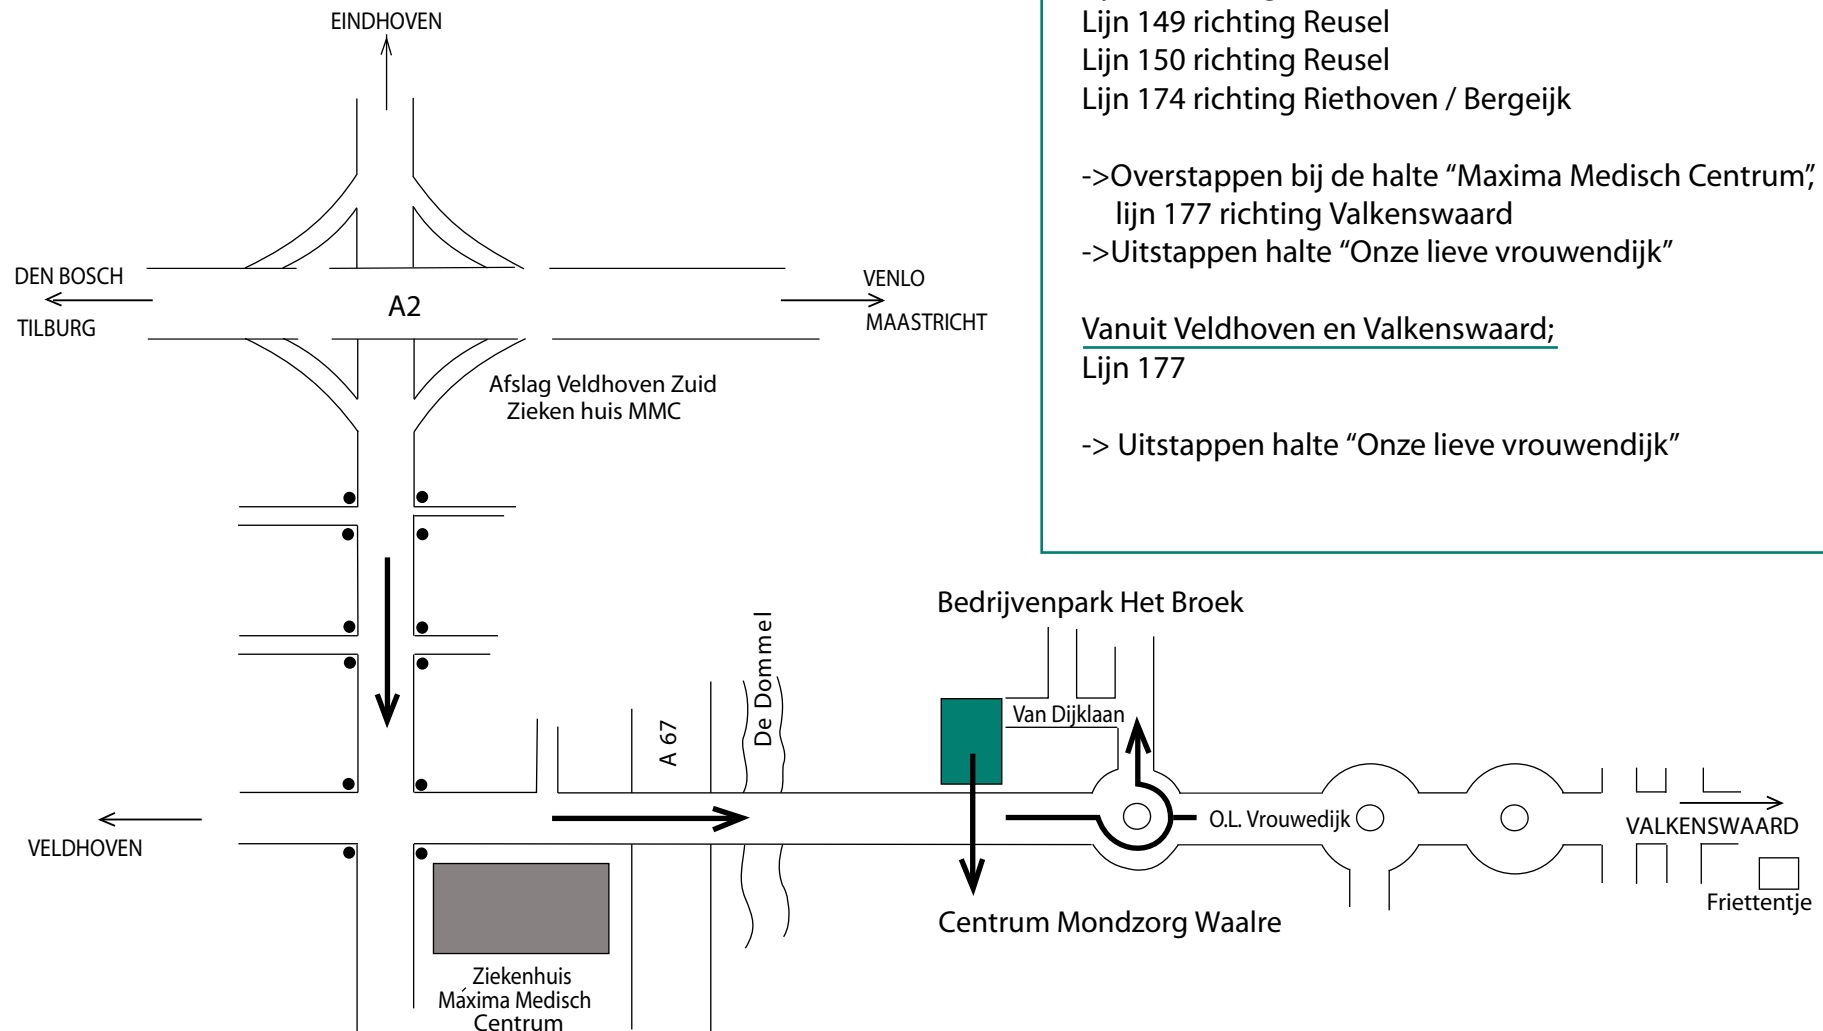 EINDHOVEN
DEN BOSCH
TILBURG
A2
VENLO
MAASTRICHT
Afslag Veldhoven Zuid
Zieken huis MMC
Lijn 149 richting Reusel
Lijn 150 richting Reusel
Lijn 174 richting Riethoven / Bergeijk
->Overstappen bij de halte “Maxima Medisch Centrum”,
lijn 177 richting Valkenswaard
->Uitstappen halte “Onze lieve vrouwendijk”
Vanuit Veldhoven en Valkenswaard;
Lijn 177
-> Uitstappen halte “Onze lieve vrouwendijk”
Bedrijvenpark Het Broek
De Dommel
A 67
Van Dijklaan
O.L. Vrouwedijk
VALKENSWAARD
VELDHOVEN
Friettentje
Centrum Mondzorg Waalre
Ziekenhuis
Máxima Medisch
Centrum